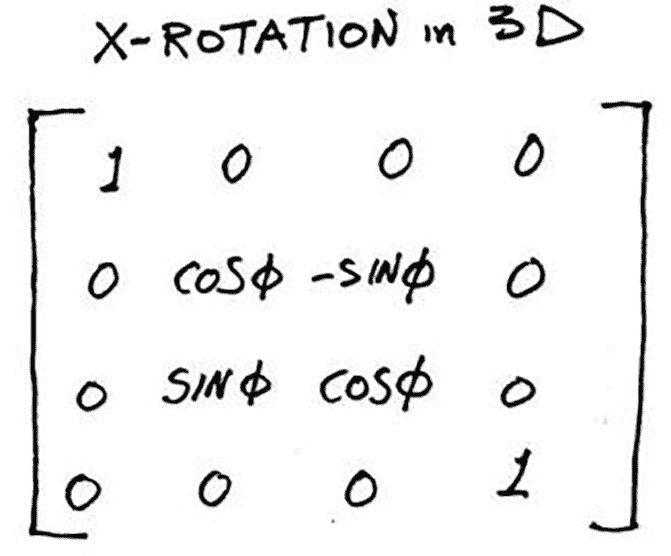 X-ROTATION in 3D
1 0 0 0
0 COSϕ -SINϕ 0
0 SINϕ COSϕ 0
0 0 0 1